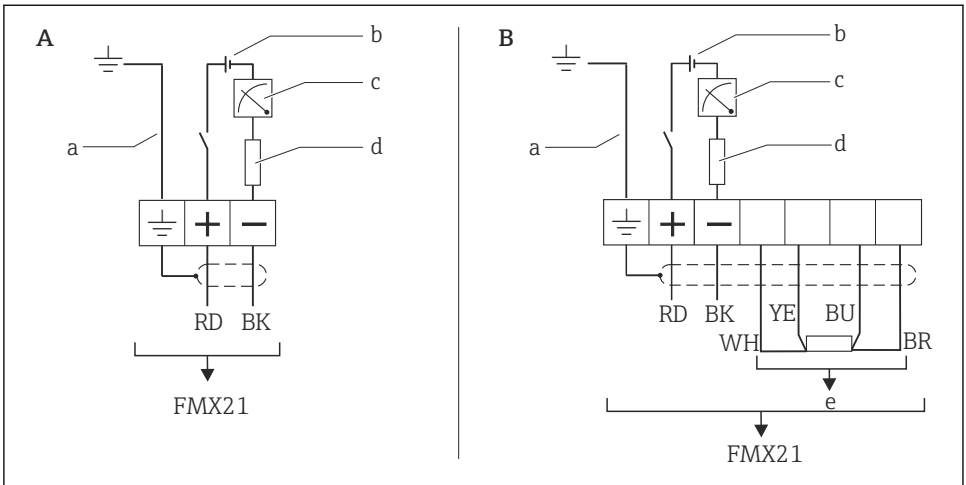 A
b
c
a
d
+ −
RD BK
FMX21
B
b
c
a
d
+ −
RD BK YE BU
WH BR
e
FMX21